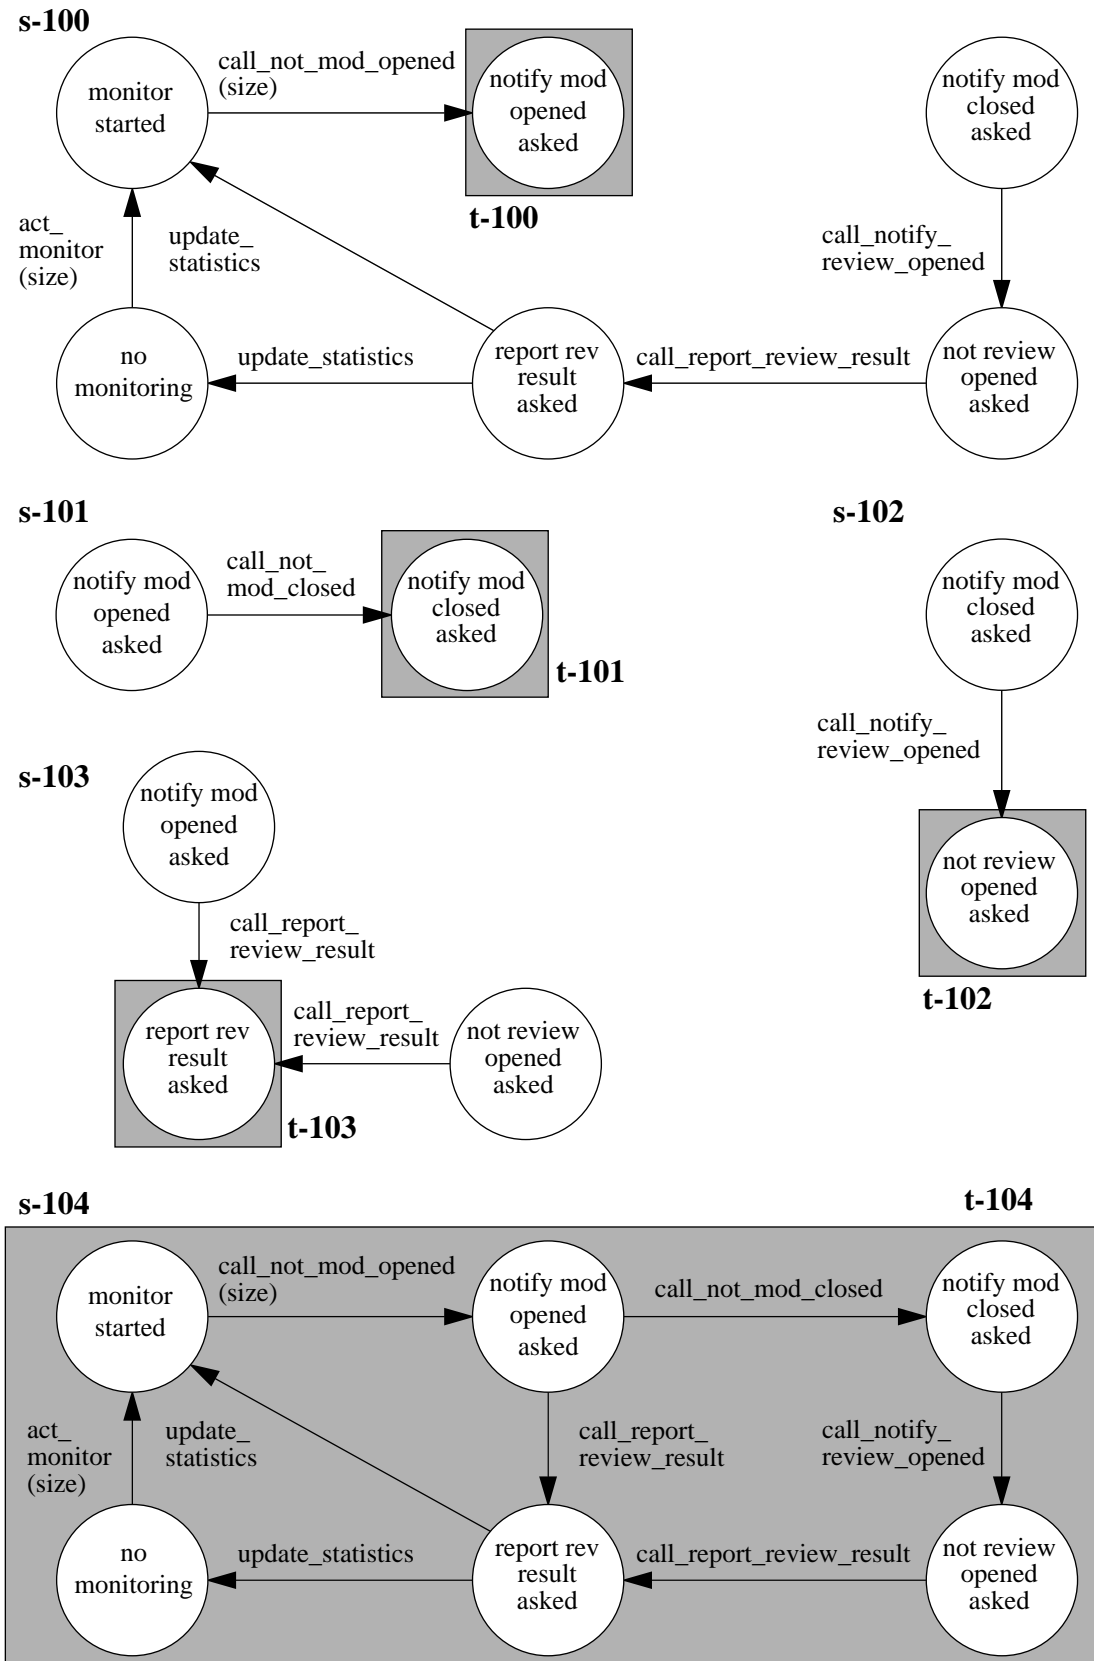 s-100
monitor
started
call_not_mod_opened
(size)
notify mod
opened
asked
t-100
notify mod
closed
asked
act_
monitor
(size)
update_
statistics
call_notify_
review_opened
no
monitoring
update_statistics
report rev
result
asked
call_report_review_result
not review
opened
asked
s-101
notify mod
opened
asked
call_not_
mod_closed
notify mod
closed
asked
t-101
s-102
notify mod
closed
asked
call_notify_
review_opened
not review
opened
asked
t-102
s-103
notify mod
opened
asked
call_report_
review_result
report rev
result
asked
t-103
call_report_
review_result
not review
opened
asked
s-104
t-104
monitor
started
call_not_mod_opened
(size)
notify mod
opened
asked
call_not_mod_closed
notify mod
closed
asked
act_
monitor
(size)
update_
statistics
call_report_
review_result
call_notify_
review_opened
no
monitoring
update_statistics
report rev
result
asked
call_report_review_result
not review
opened
asked